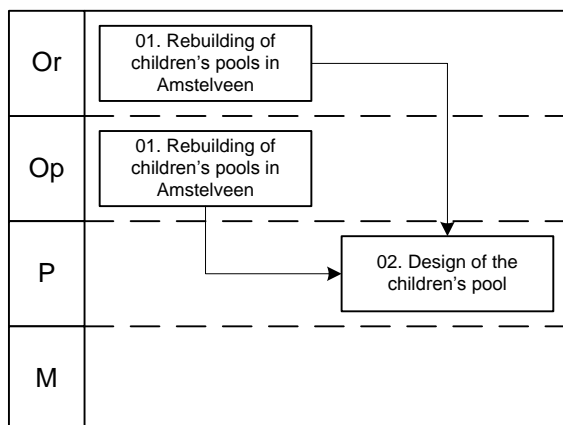 Or
01. Rebuilding of
children’s pools in
Amstelveen
Op
01. Rebuilding of
children’s pools in
Amstelveen
P
02. Design of the
children’s pool
M